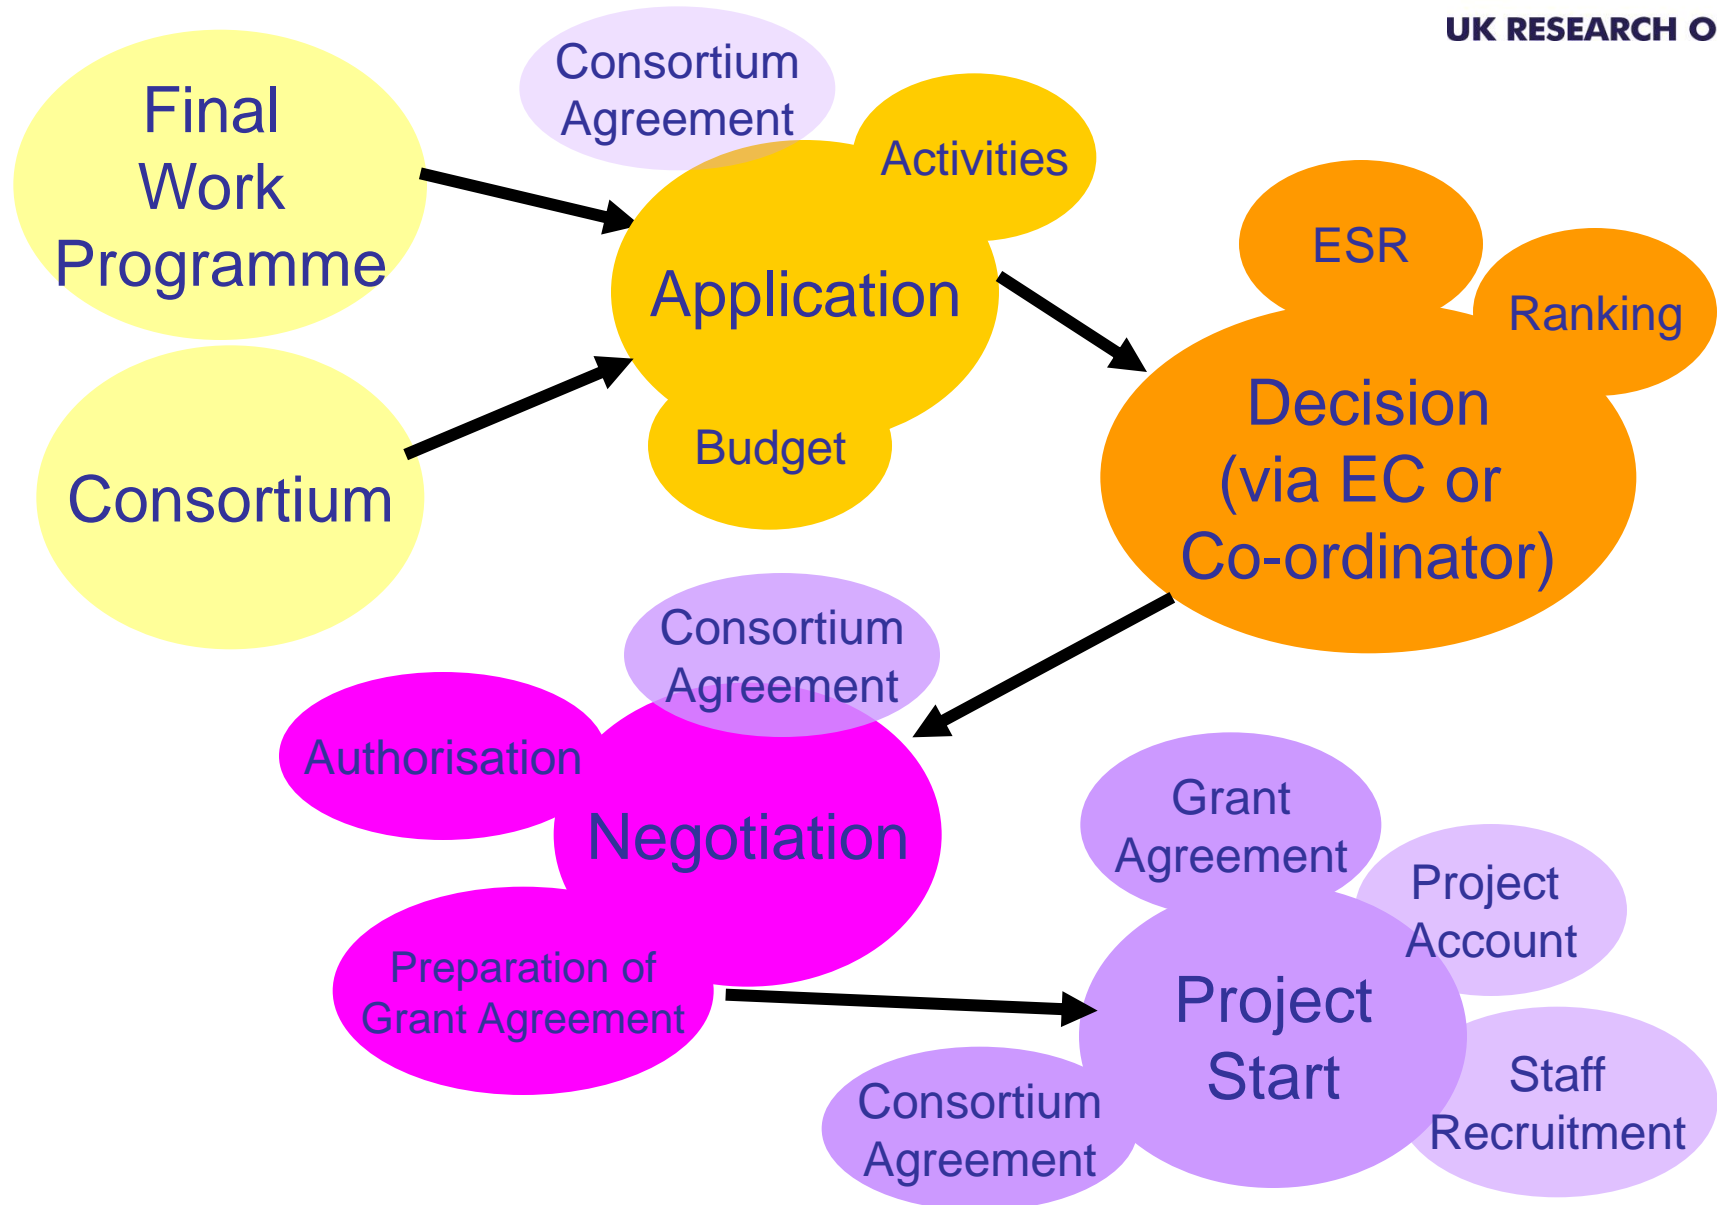 UK RESEARCH O
Final
Work
Programme
Consortium
Agreement
Activities
Application
Budget
Consortium
ESR
Ranking
Decision
(via EC or
Co-ordinator)
Consortium
Agreement
Authorisation
Negotiation
Preparation of
Grant Agreement
Grant
Agreement
Project
Account
Project
Start
Staff
Recruitment
Consortium
Agreement